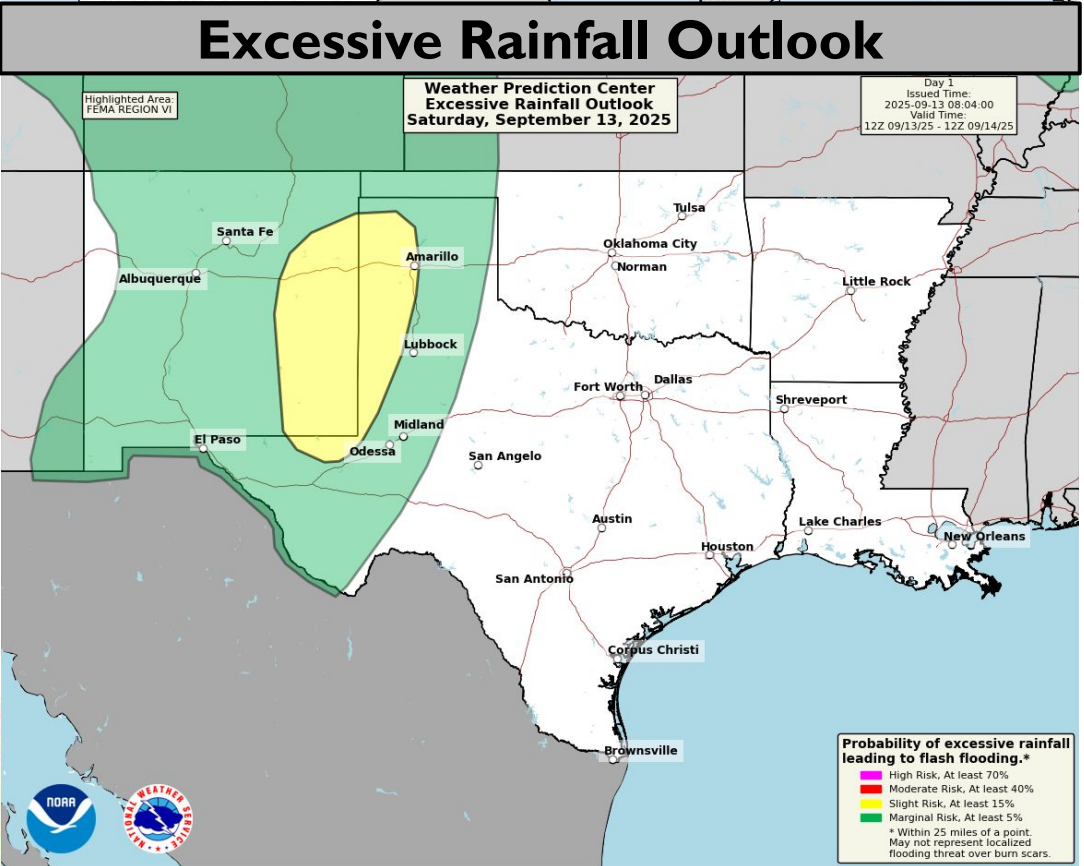 Excessive Rainfall Outlook
Highlighted Area:
FEMA REGION VI
Weather Prediction Center
Excessive Rainfall Outlook
Saturday, September 13, 2025
Day 1
Issued Time:
2025-09-13 08:04:00
Valid Time:
12Z 09/13/25 - 12Z 09/14/25
Tulsa
Santa Fe
Oklahoma City
Amarillo
Norman
Albuquerque
Little Rock
Lubbock
Dallas
Fort Worth
Shreveport
Midland
El Paso
Odessa
San Angelo
Austin
Lake Charles
New Orleans
Houston
San Antonio
Corpus Christi
Brownsville
Probability of excessive rainfall
leading to flash flooding.*
High Risk, At least 70%
Moderate Risk, At least 40%
Slight Risk, At least 15%
Marginal Risk, At least 5%
* Within 25 miles of a point.
May not represent localized
flooding threat over burn scars.
NOAA
NATIONAL WEATHER SERVICE